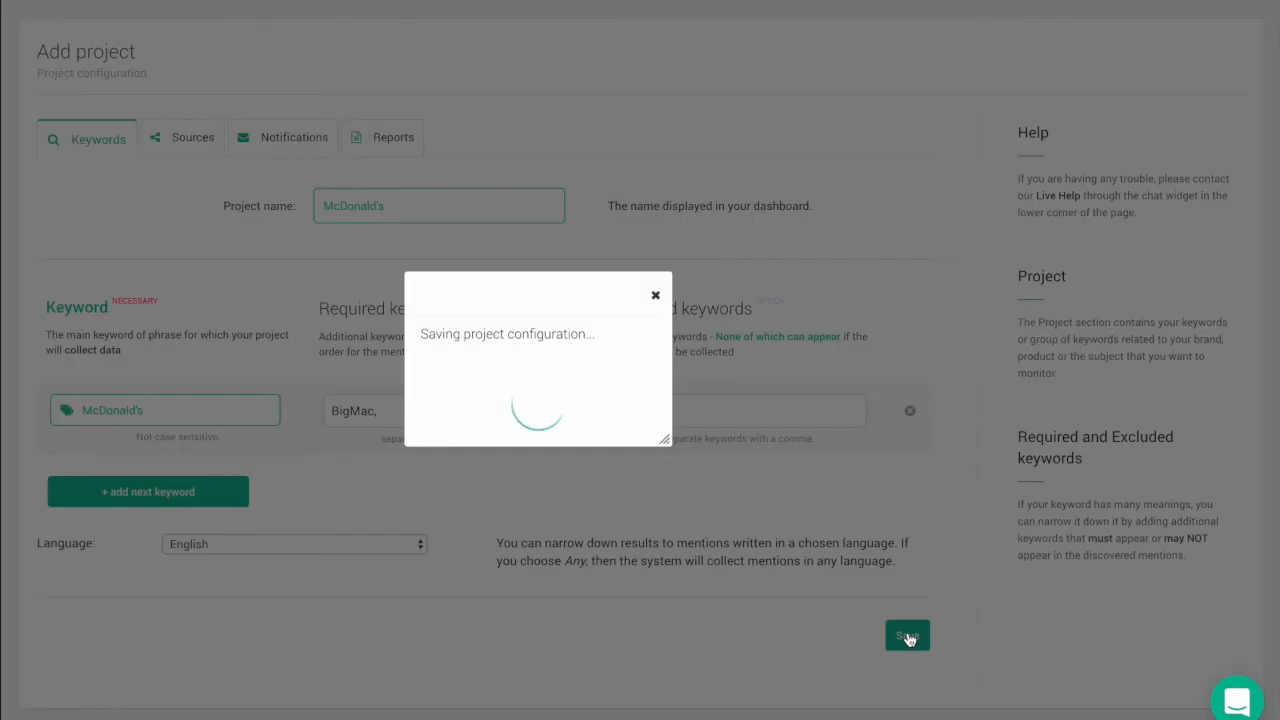 Add project
Project configuration
Keywords
Sources
Notifications
Reports
Project name:
McDonald's
The name displayed in your dashboard.
Keyword NECESSARY
The main keyword of phrase for which your project
will collect data
Required ke
Additional keywor
order for the ment
d keywords OPTION
ywords - None of which can appear if the
be collected
Saving project configuration...
McDonald's
Not case sensitive.
BigMac,
sepa
parate keywords with a comma.
+ add next keyword
Language:
English
You can narrow down results to mentions written in a chosen language. If
you choose Any, then the system will collect mentions in any language.
Help
If you are having any trouble, please contact
our Live Help through the chat widget in the
lower corner of the page.
Project
The Project section contains your keywords
or group of keywords related to your brand,
product or the subject that you want to
monitor.
Required and Excluded
keywords
if your keyword has many meanings, you
can narrow it down it by adding additional
keywords that must appear or may NOT
appear in the discovered mentions.